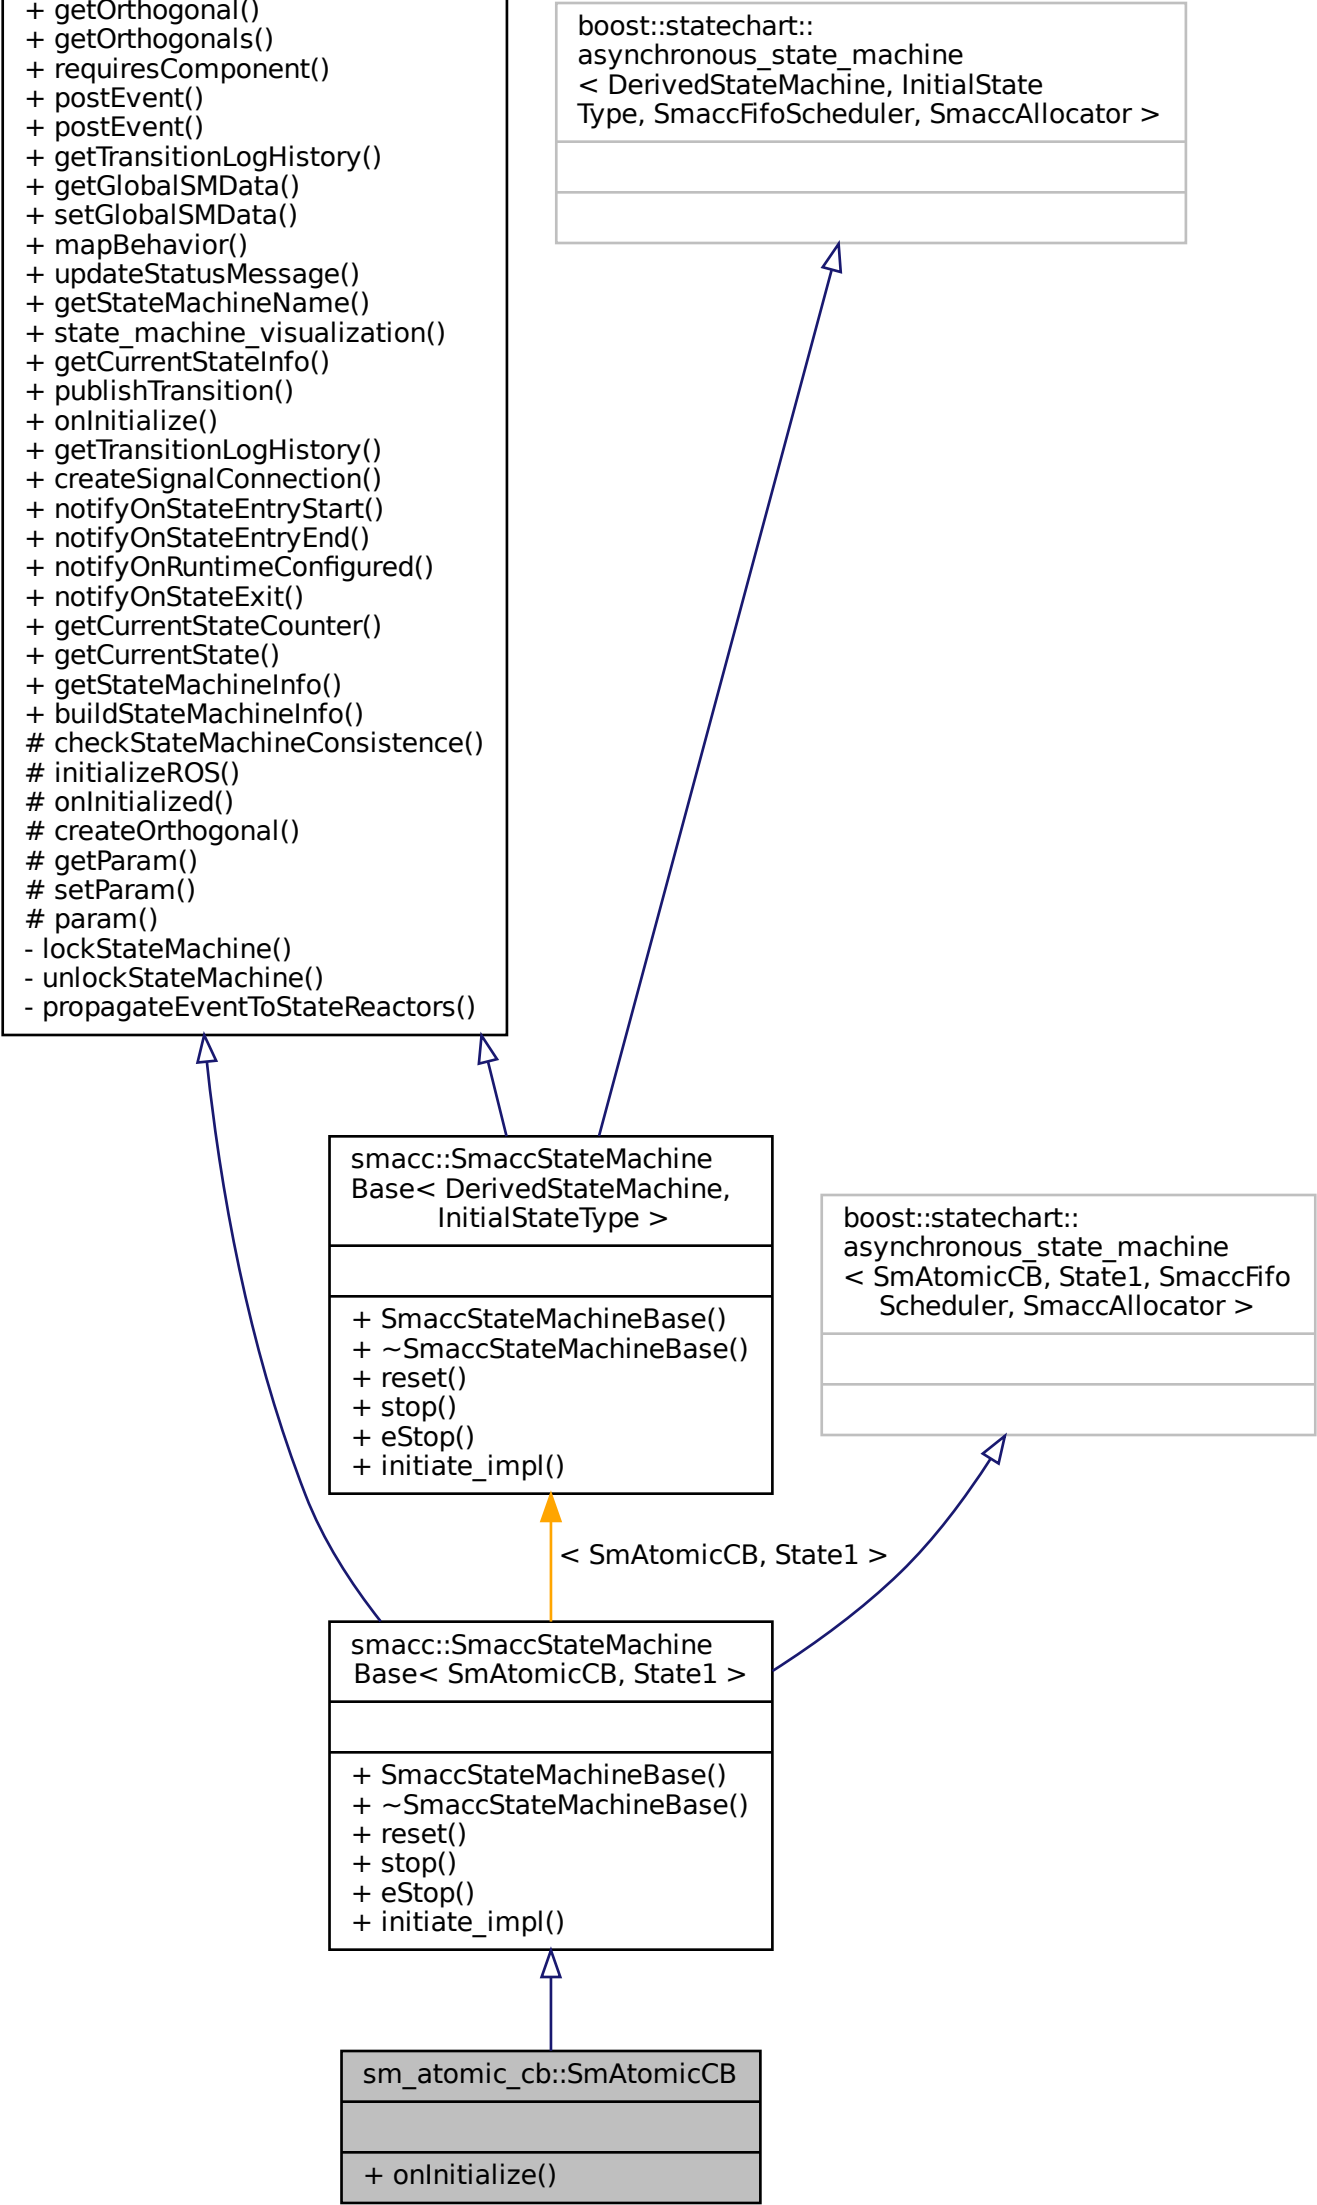 + getOrthogonal()
+ getOrthogonals()
+ requiresComponent()
+ postEvent()
+ postEvent()
+ getTransitionLogHistory()
+ getGlobalSMData()
+ setGlobalSMData()
+ mapBehavior()
+ updateStatusMessage()
+ getStateMachineName()
+ state_machine_visualization()
+ getCurrentStateInfo()
+ publishTransition()
+ onInitialize()
+ getTransitionLogHistory()
+ createSignalConnection()
+ notifyOnStateEntryStart()
+ notifyOnStateEntryEnd()
+ notifyOnRuntimeConfigured()
+ notifyOnStateExit()
+ getCurrentStateCounter()
+ getCurrentState()
+ getStateMachineInfo()
+ buildStateMachineInfo()
# checkStateMachineConsistence()
# initializeROS()
# onInitialized()
# createOrthogonal()
# getParam()
# setParam()
# param()
- lockStateMachine()
- unlockStateMachine()
- propagateEventToStateReactors()
boost::statechart::
asynchronous_state_machine
< DerivedStateMachine, InitialState
Type, SmaccFifoScheduler, SmaccAllocator >
smacc::SmaccStateMachine
Base< DerivedStateMachine,
InitialStateType >
+ SmaccStateMachineBase()
+ ~SmaccStateMachineBase()
+ reset()
+ stop()
+ eStop()
+ initiate_impl()
boost::statechart::
asynchronous_state_machine
< SmAtomicCB, State1, SmaccFifo
Scheduler, SmaccAllocator >
< SmAtomicCB, State1 >
smacc::SmaccStateMachine
Base< SmAtomicCB, State1 >
+ SmaccStateMachineBase()
+ ~SmaccStateMachineBase()
+ reset()
+ stop()
+ eStop()
+ initiate_impl()
sm_atomic_cb::SmAtomicCB
+ onInitialize()